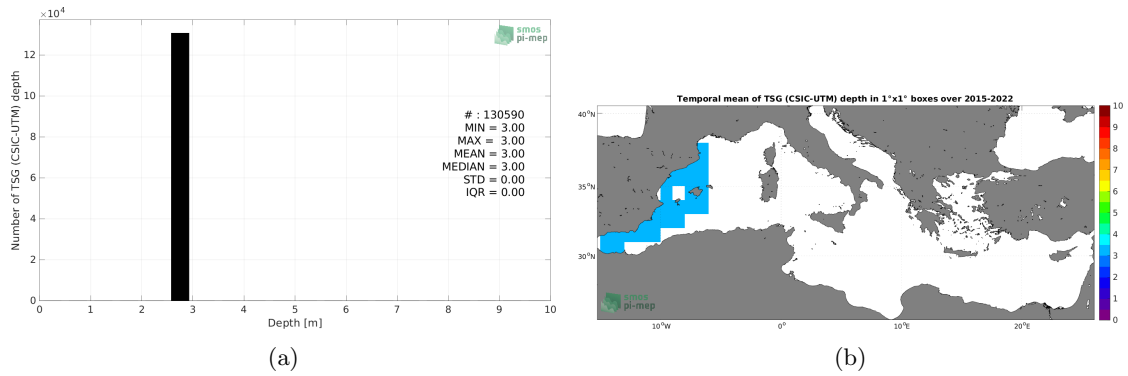 ×10⁴
smos
pi-mep
12
10
8
6
4
2
0
Number of TSG (CSIC-UTM) depth
# : 130590
MIN = 3.00
MAX = 3.00
MEAN = 3.00
MEDIAN = 3.00
STD = 0.00
IQR = 0.00
0 1 2 3 4 5 6 7 8 9 10
Depth [m]
(a)
Temporal mean of TSG (CSIC-UTM) depth in 1°x1° boxes over 2015-2022
40°N
35°N
30°N
10°W 0° 10°E 20°E
smos
pi-mep
10
9
8
7
6
5
4
3
2
1
0
(b)